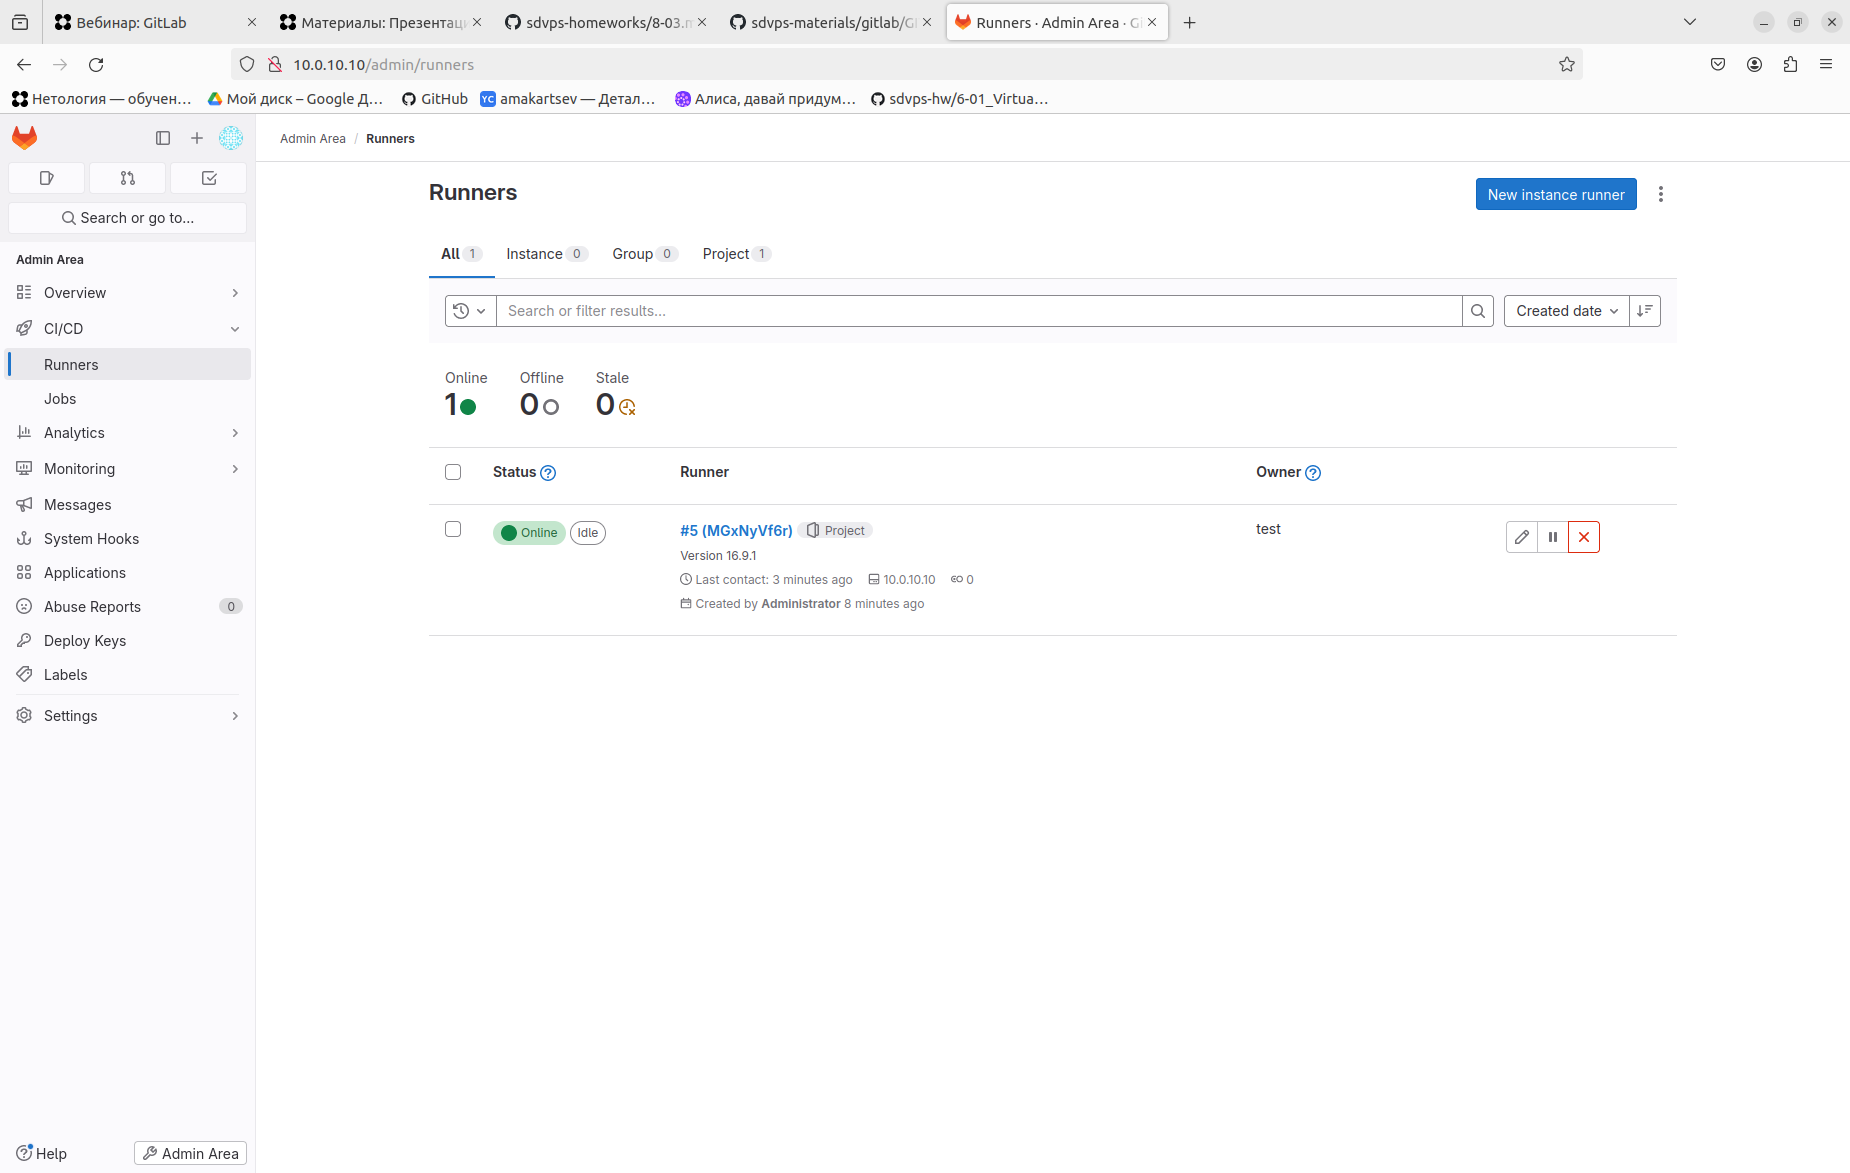 Вебинар: GitLab
Материалы: Презентац
sdvps-homeworks/8-03.m
sdvps-materials/gitlab/G
Runners · Admin Area · G
10.0.10.10/admin/runners
Нетология — обучен...
Мой диск – Google Д...
GitHub
YC
amakartsev — Детал...
Алиса, давай придум...
sdvps-hw/6-01_Virtua...
Admin Area / Runners
Search or go to...
Admin Area
Overview
CI/CD
Runners
Jobs
Analytics
Monitoring
Messages
System Hooks
Applications
Abuse Reports 0
Deploy Keys
Labels
Settings
Help
Admin Area
Runners
New instance runner
All 1
Instance 0
Group 0
Project 1
Search or filter results...
Created date
Online Offline Stale
1 0 0
Status ?
Runner
Owner ?
Online Idle
#5 (MGxNyVf6r) Project
test
Version 16.9.1
Last contact: 3 minutes ago 10.0.10.10 0
Created by Administrator 8 minutes ago